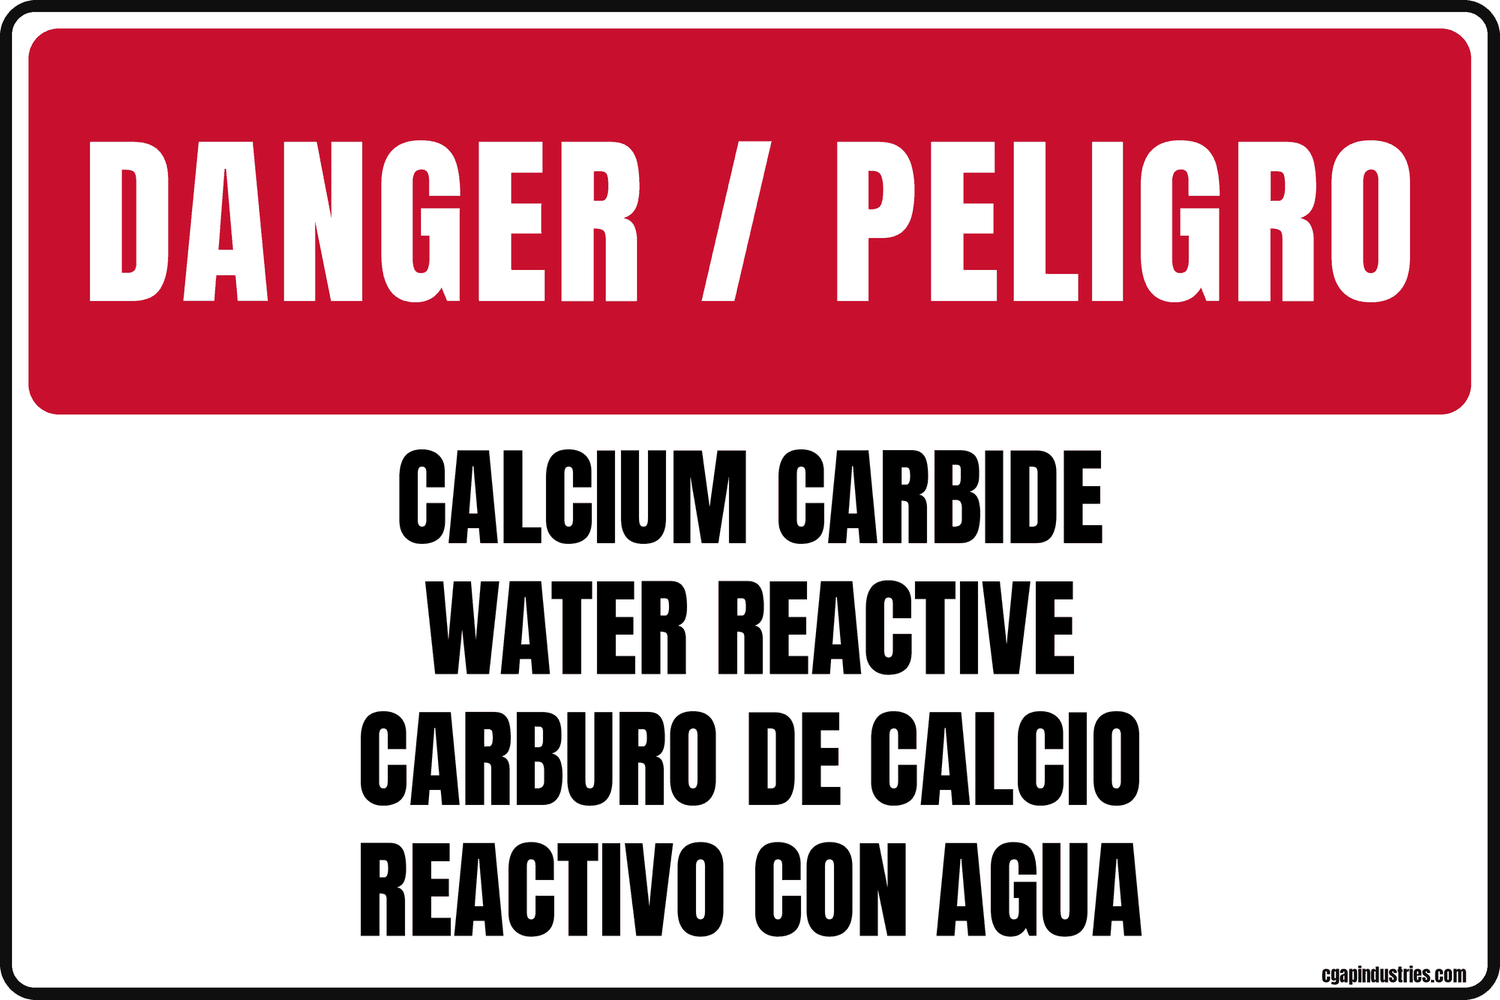 DANGER / PELIGRO
CALCIUM CARBIDE
WATER REACTIVE
CARBURO DE CALCIO
REACTIVO CON AGUA
cgapindustries.com